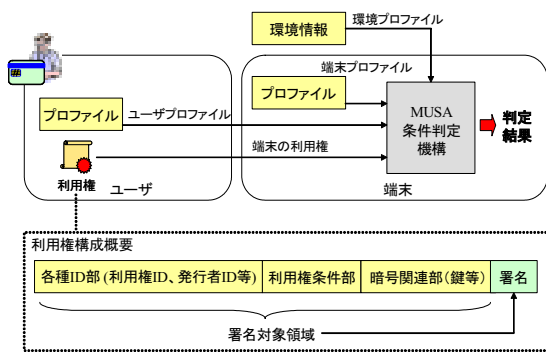 環境情報
環境プロファイル
端末プロファイル
プロファイル
プロファイル
ユーザプロファイル
MUSA
条件判定
機構
判定
結果
端末の利用権
利用権
ユーザ
端末
利用権構成概要
各種ID部 (利用権ID、発行者ID等)
利用権条件部
暗号関連部(鍵等)
署名
署名対象領域